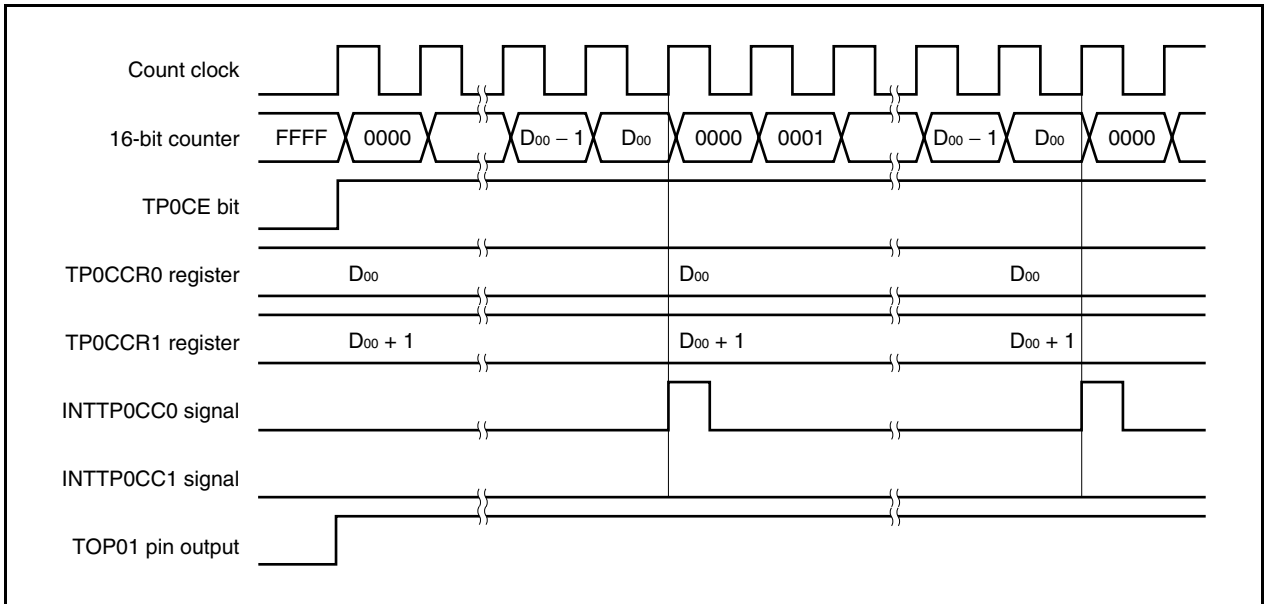 Count clock
16-bit counter FFFF 0000 D00 − 1 D00 0000 0001 D00 − 1 D00 0000
TP0CE bit
TP0CCR0 register D00 D00 D00
TP0CCR1 register D00 + 1 D00 + 1 D00 + 1
INTTP0CC0 signal
INTTP0CC1 signal
TOP01 pin output